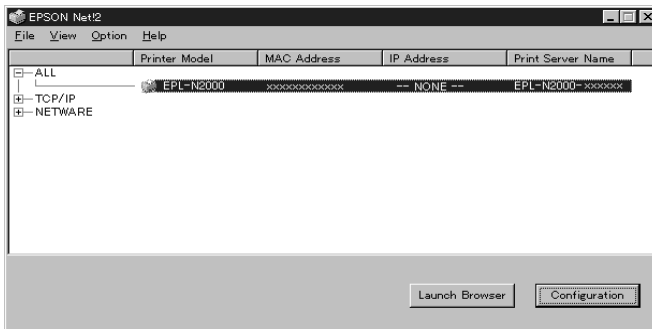 EPSON Net!2
File View Option Help
Printer Model MAC Address IP Address Print Server Name
ALL
EPL-N2000 xxxxxxxxxxxx -- NONE -- EPL-N2000-xxxxxx
TCP/IP
NETWARE
Launch Browser Configuration